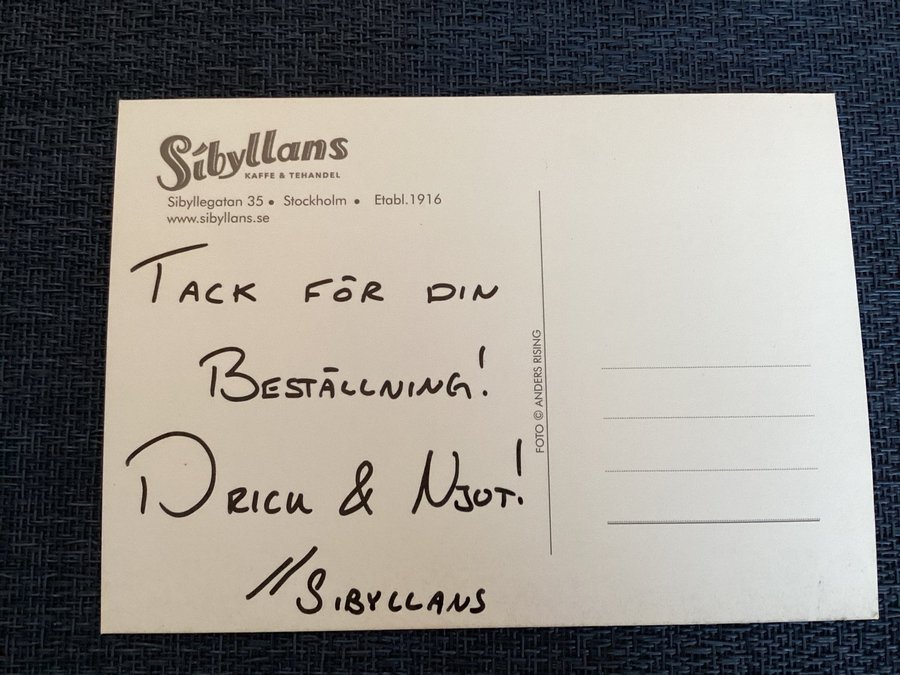 Sibyllans
KAFFE & TEHANDEL
Sibyllegatan 35 • Stockholm • Etabl.1916
www.sibyllans.se
TACK FÖR DIN
BESTÄLLNING!
DRICK & NJUT!
//SIBYLLANS
FOTO © ANDERS RISING